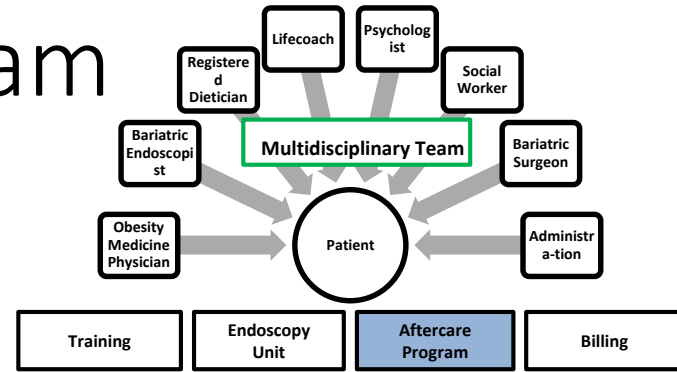 am
Lifecoach
Psycholog
ist
Registere
d
Dietician
Social
Worker
Bariatric
Endoscopi
st
Multidisciplinary Team
Bariatric
Surgeon
Obesity
Medicine
Physician
Patient
Administr
a-tion
Training
Endoscopy
Unit
Aftercare
Program
Billing